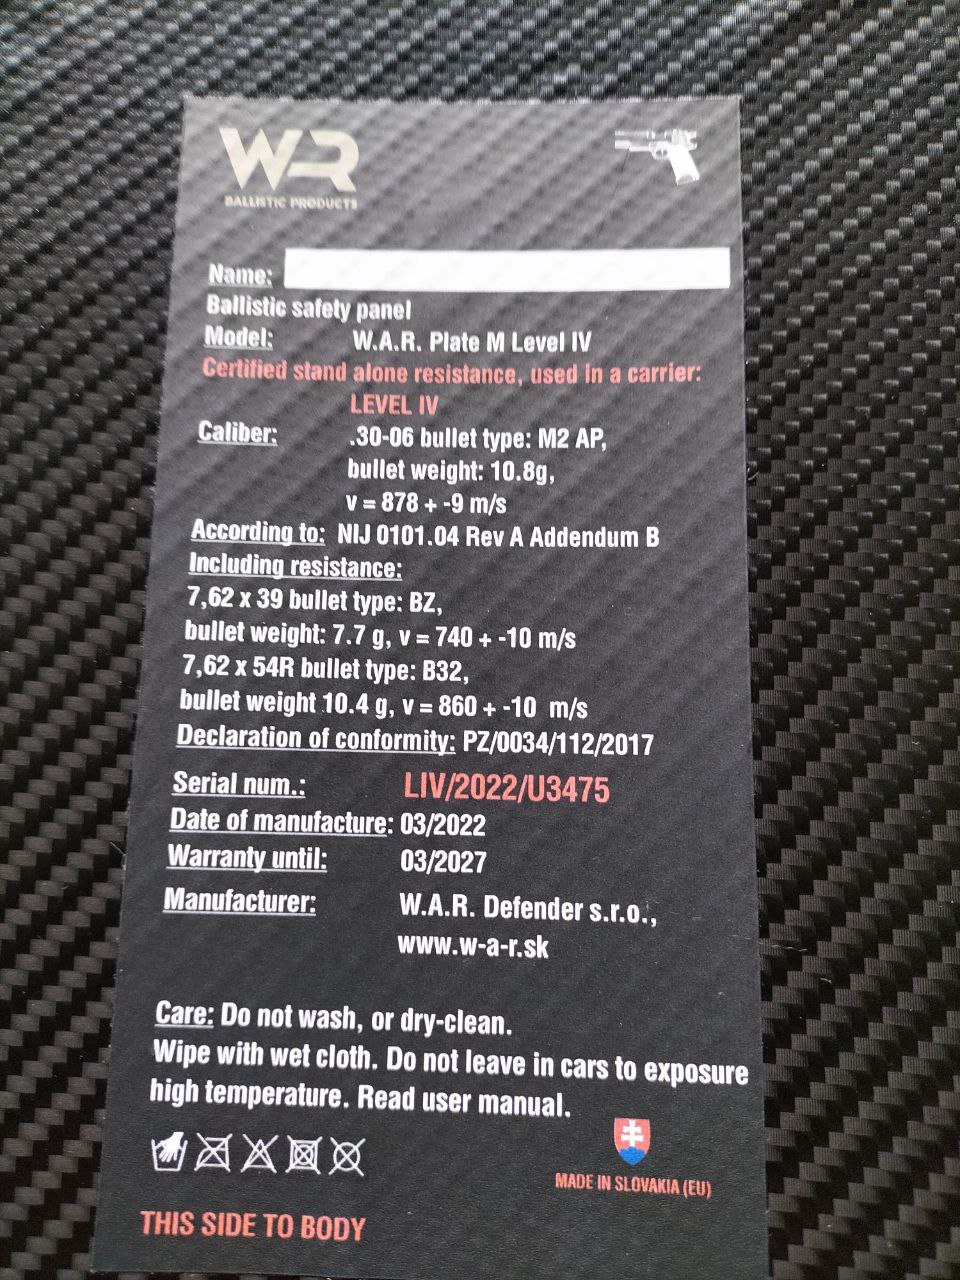 WAR
BALLISTIC PRODUCTS
Name:
Ballistic safety panel
Model: W.A.R. Plate M Level IV
Certified stand alone resistance, used in a carrier:
LEVEL IV
Caliber: .30-06 bullet type: M2 AP,
bullet weight: 10.8g,
v = 878 + -9 m/s
According to: NIJ 0101.04 Rev A Addendum B
Including resistance:
7,62 x 39 bullet type: BZ,
bullet weight: 7.7 g, v = 740 + -10 m/s
7,62 x 54R bullet type: B32,
bullet weight 10.4 g, v = 860 + -10 m/s
Declaration of conformity: PZ/0034/112/2017
Serial num.: LIV/2022/U3475
Date of manufacture: 03/2022
Warranty until: 03/2027
Manufacturer: W.A.R. Defender s.r.o.,
www.w-a-r.sk
Care: Do not wash, or dry-clean.
Wipe with wet cloth. Do not leave in cars to exposure
high temperature. Read user manual.
MADE IN SLOVAKIA (EU)
THIS SIDE TO BODY